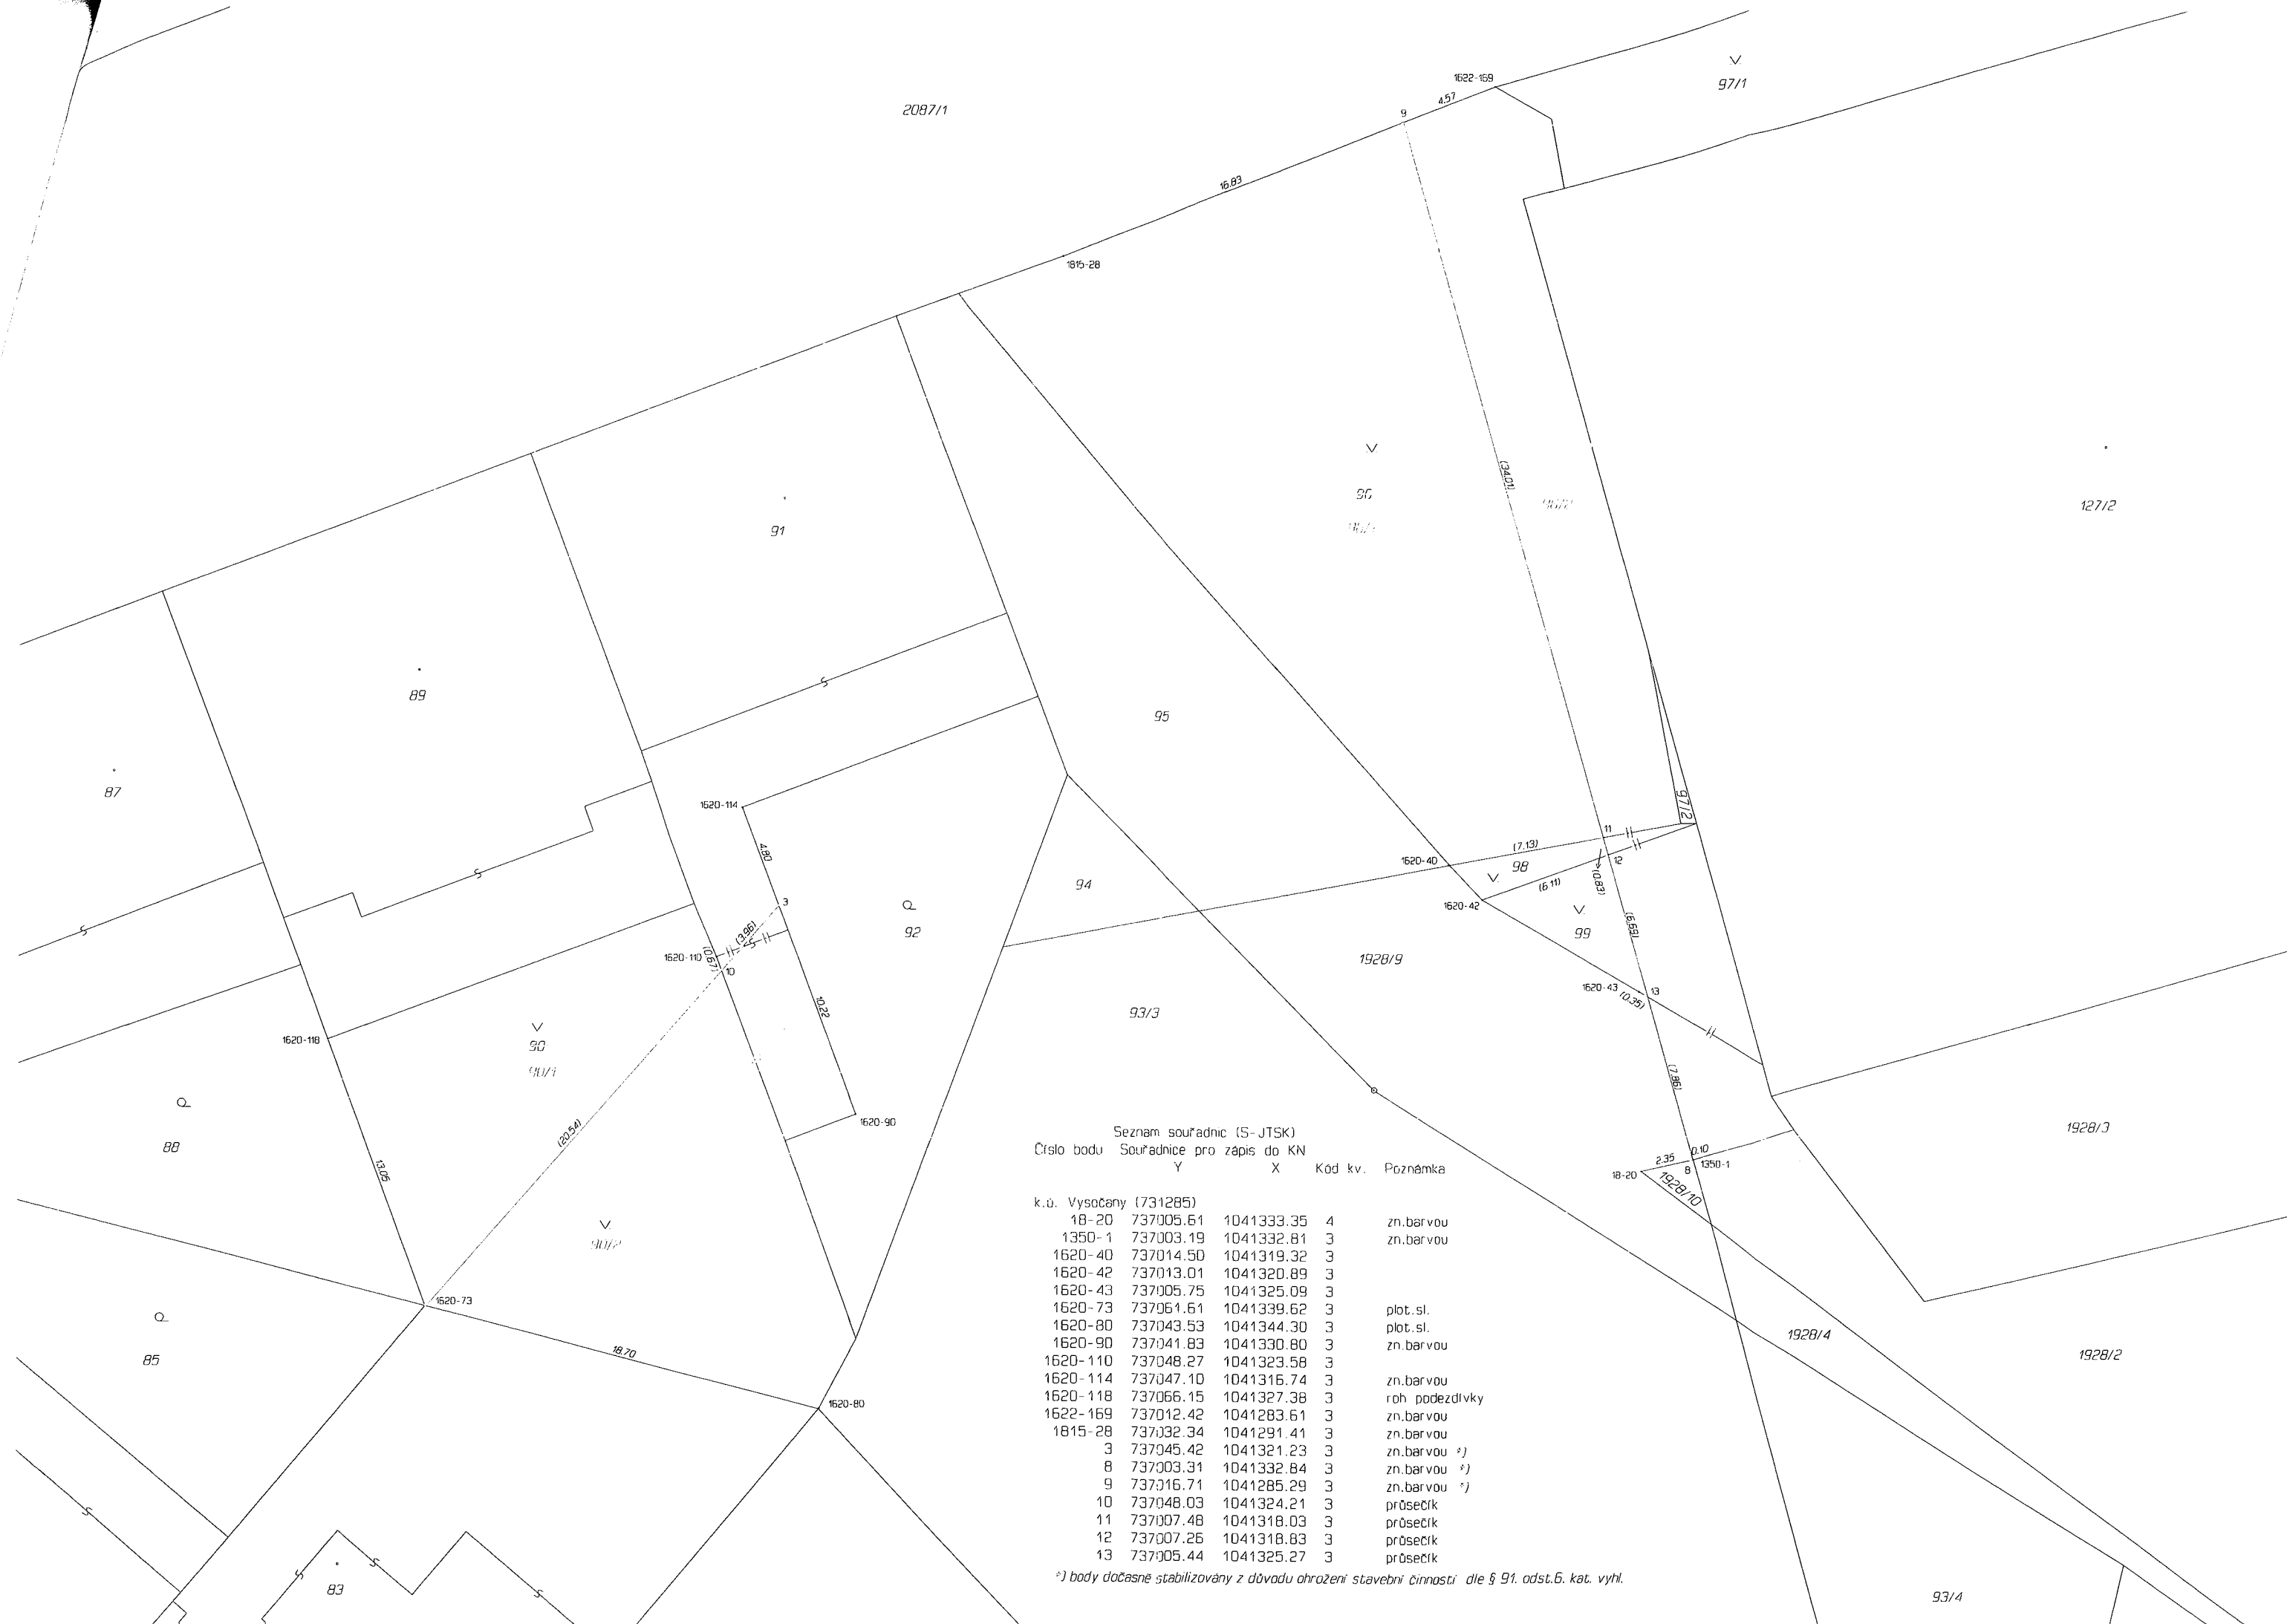 2087/1
1622-169
97/1
9
4.57
16.83
1815-28
(34.01)
96
96/2
127/2
91
89
87
95
97/2
1620-114
4.80
11
(7.13)
12
1620-40
98
(0.83)
(6.11)
1620-42
94
3
92
(3.96)
1620-110
(0.67)
10
99
(6.69)
1928/9
1620-43
(0.35)
13
10.22
93/3
1620-118
90
90/1
(7.86)
1620-90
(20.54)
88
13.05
1928/3
0.10
2.35
8
1350-1
18-20
1928/10
90/2
1620-73
1928/4
18.70
85
1928/2
1620-80
83
93/4
Seznam souřadnic (S-JTSK)
Číslo bodu Souřadnice pro zápis do KN
Y X Kód kv. Poznámka
k.ú. Vysočany (731285)
18-20 737005.61 1041333.35 4 zn.barvou
1350-1 737003.19 1041332.81 3 zn.barvou
1620-40 737014.50 1041319.32 3
1620-42 737013.01 1041320.89 3
1620-43 737005.75 1041325.09 3
1620-73 737061.61 1041339.62 3 plot.sl.
1620-80 737043.53 1041344.30 3 plot.sl.
1620-90 737041.83 1041330.80 3 zn.barvou
1620-110 737048.27 1041323.58 3
1620-114 737047.10 1041316.74 3 zn.barvou
1620-118 737066.15 1041327.38 3 roh podezdívky
1622-169 737012.42 1041283.61 3 zn.barvou
1815-28 737032.34 1041291.41 3 zn.barvou
3 737045.42 1041321.23 3 zn.barvou *)
8 737003.31 1041332.84 3 zn.barvou *)
9 737016.71 1041285.29 3 zn.barvou *)
10 737048.03 1041324.21 3 průsečík
11 737007.48 1041318.03 3 průsečík
12 737007.26 1041318.83 3 průsečík
13 737005.44 1041325.27 3 průsečík
*) body dočasně stabilizovány z důvodu ohrožení stavební činností dle § 91. odst.6. kat. vyhl.